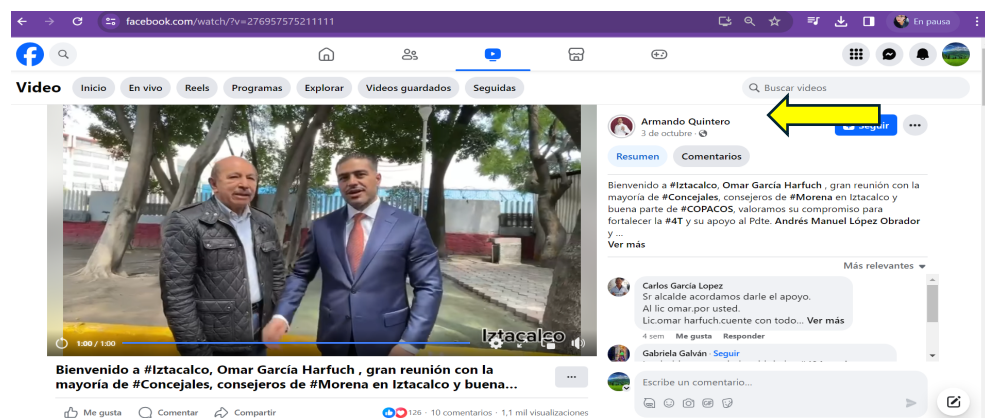 facebook.com/watch/?v=276957575211111
En pausa
Video
Inicio
En vivo
Reels
Programas
Explorar
Videos guardados
Seguidas
Buscar videos
Iztacalco
1:00 / 1:00
Bienvenido a #Iztacalco, Omar García Harfuch , gran reunión con la
mayoría de #Concejales, consejeros de #Morena en Iztacalco y buena...
Me gusta
Comentar
Compartir
126 · 10 comentarios · 1,1 mil visualizaciones
Armando Quintero
3 de octubre ·
Seguir
Resumen
Comentarios
Bienvenido a #Iztacalco, Omar García Harfuch , gran reunión con la
mayoría de #Concejales, consejeros de #Morena en Iztacalco y
buena parte de #COPACOS, valoramos su compromiso para
fortalecer la #4T y su apoyo al Pdte. Andrés Manuel López Obrador
y ...
Ver más
Más relevantes
Carlos García Lopez
Sr alcalde acordamos darle el apoyo.
Al lic omar.por usted.
Lic.omar harfuch.cuente con todo... Ver más
4 sem Me gusta Responder
Gabriela Galván · Seguir
Escribe un comentario...
GIF